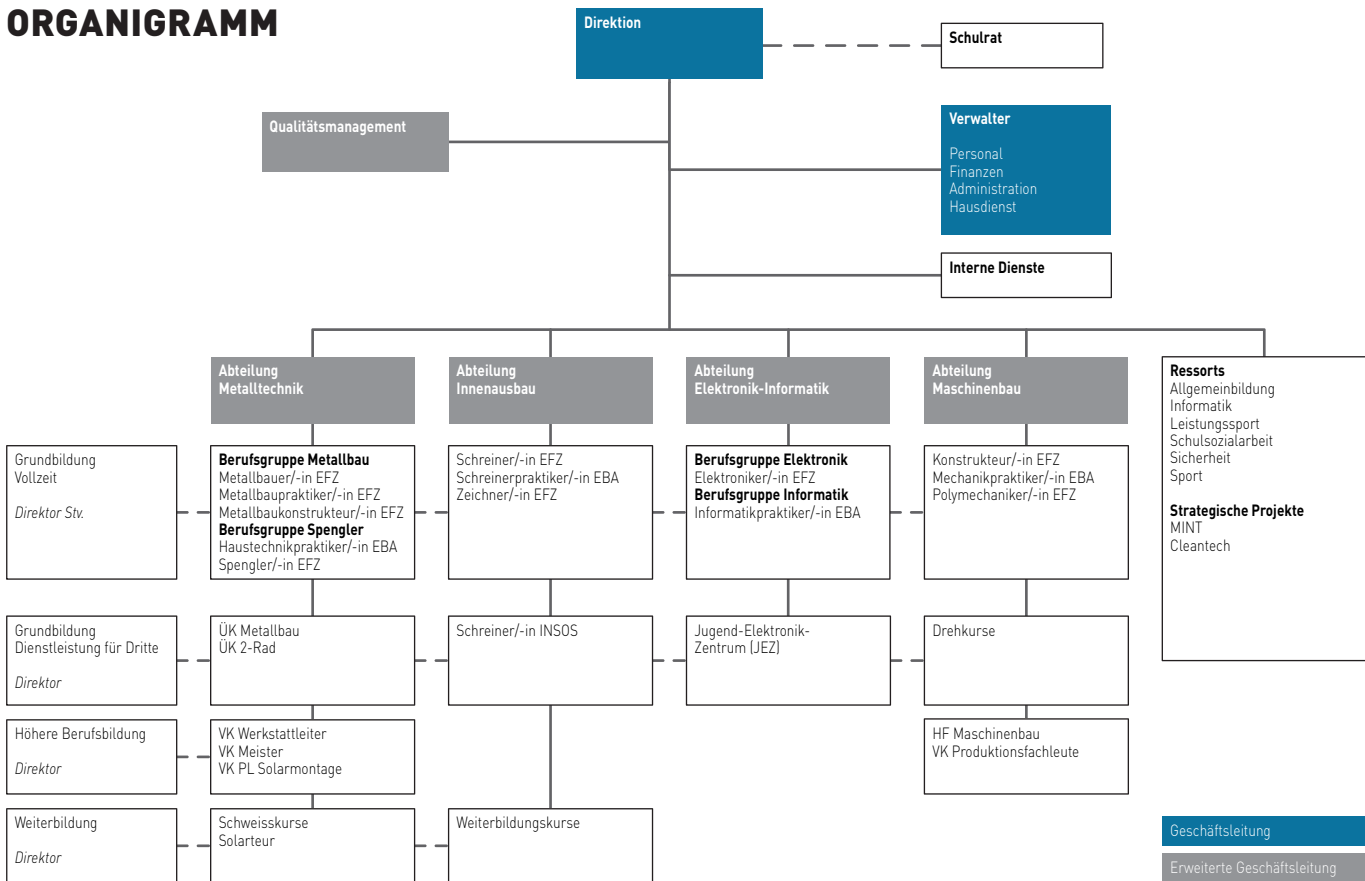 ORGANIGRAMM
Direktion
Schulrat
Qualitätsmanagement
Verwalter
Personal
Finanzen
Administration
Hausdienst
Interne Dienste
Abteilung
Metalltechnik
Abteilung
Innenausbau
Abteilung
Elektronik-Informatik
Abteilung
Maschinenbau
Ressorts
Allgemeinbildung
Informatik
Leistungssport
Schulsozialarbeit
Sicherheit
Sport
Strategische Projekte
MINT
Cleantech
Grundbildung
Vollzeit
Direktor Stv.
Berufsgruppe Metallbau
Metallbauer/-in EFZ
Metallbaupraktiker/-in EFZ
Metallbaukonstrukteur/-in EFZ
Berufsgruppe Spengler
Haustechnikpraktiker/-in EBA
Spengler/-in EFZ
Schreiner/-in EFZ
Schreinerpraktiker/-in EBA
Zeichner/-in EFZ
Berufsgruppe Elektronik
Elektroniker/-in EFZ
Berufsgruppe Informatik
Informatikpraktiker/-in EBA
Konstrukteur/-in EFZ
Mechanikpraktiker/-in EBA
Polymechaniker/-in EFZ
Grundbildung
Dienstleistung für Dritte
Direktor
ÜK Metallbau
ÜK 2-Rad
Schreiner/-in INSOS
Jugend-Elektronik-
Zentrum (JEZ)
Drehkurse
Höhere Berufsbildung
Direktor
VK Werkstattleiter
VK Meister
VK PL Solarmontage
HF Maschinenbau
VK Produktionsfachleute
Weiterbildung
Direktor
Schweisskurse
Solarteur
Weiterbildungskurse
Geschäftsleitung
Erweiterte Geschäftsleitung